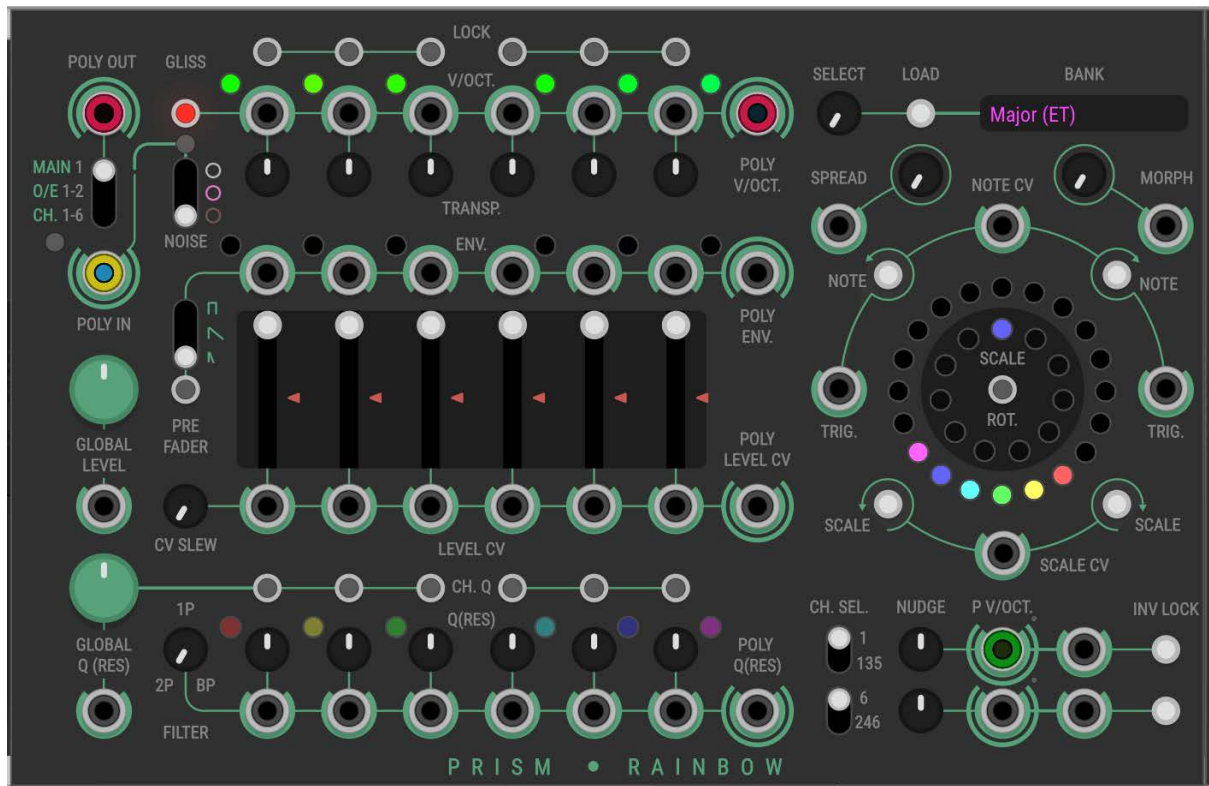 LOCK
POLY OUT
GLISS
V/OCT.
SELECT
LOAD
BANK
Major (ET)
MAIN 1
O/E 1-2
CH. 1-6
NOISE
TRANSP.
POLY
V/OCT.
SPREAD
NOTE CV
MORPH
ENV.
NOTE
NOTE
POLY IN
POLY
ENV.
SCALE
ROT.
PRE
FADER
GLOBAL
LEVEL
POLY
LEVEL CV
TRIG.
TRIG.
CV SLEW
LEVEL CV
SCALE
SCALE
SCALE CV
CH. Q
1P
Q(RES)
GLOBAL
Q (RES)
2P
BP
FILTER
POLY
Q(RES)
CH. SEL.
NUDGE
P V/OCT.
INV LOCK
1
135
6
246
PRISM • RAINBOW